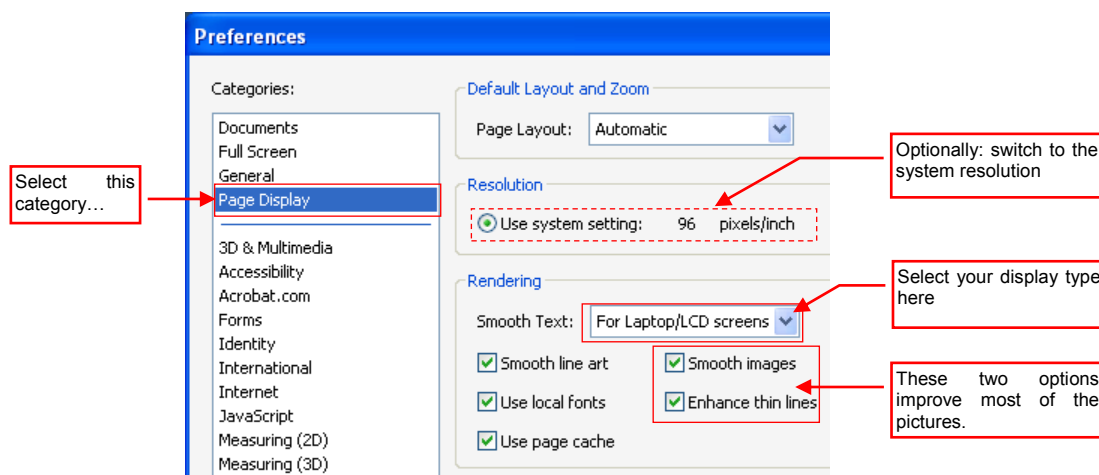 Preferences
Categories:
Documents
Full Screen
General
Page Display
3D & Multimedia
Accessibility
Acrobat.com
Forms
Identity
International
Internet
JavaScript
Measuring (2D)
Measuring (3D)
Default Layout and Zoom
Page Layout: Automatic
Resolution
Use system setting: 96 pixels/inch
Rendering
Smooth Text: For Laptop/LCD screens
Smooth line art
Smooth images
Use local fonts
Enhance thin lines
Use page cache
Select this
category…
Optionally: switch to the
system resolution
Select your display type
here
These two options
improve most of the
pictures.